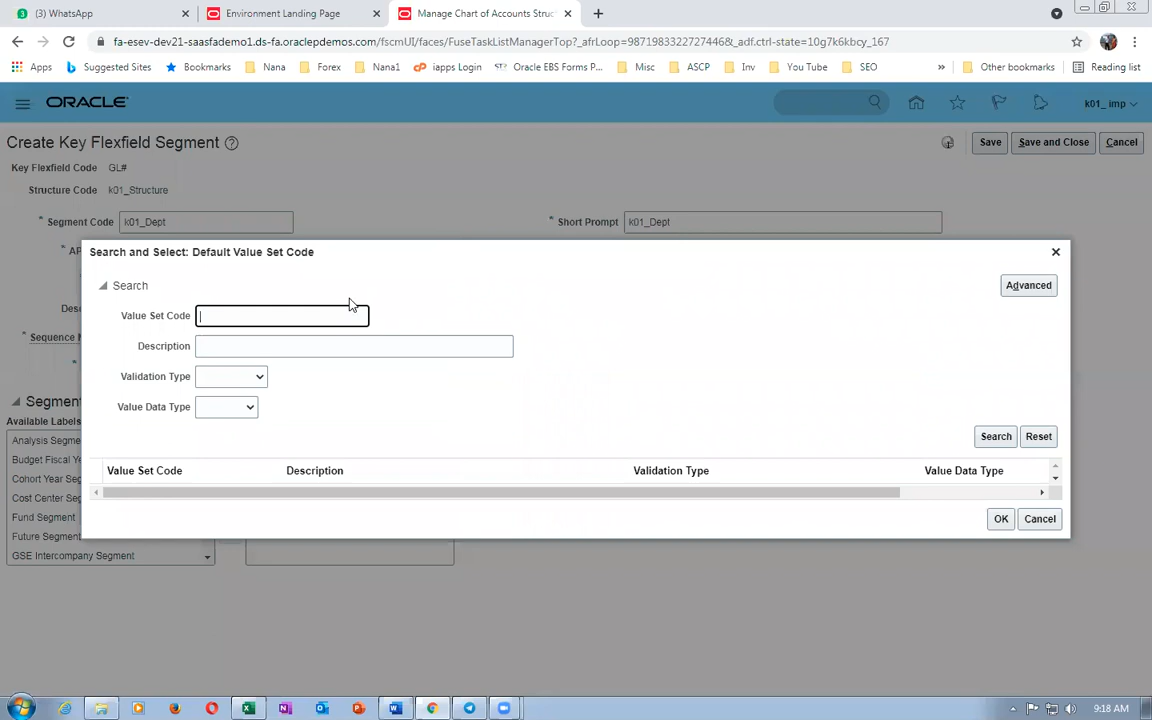 (3) WhatsApp
Environment Landing Page
Manage Chart of Accounts Struc
fa-esev-dev21-saasfademo1.ds-fa.oraclepdemos.com/fscmUI/faces/FuseTaskListManagerTop?_afrLoop=9871983322727446&_adf.ctrl-state=10g7k6kbcy_167
Apps Suggested Sites Bookmarks Nana Forex Nana1 iapps Login Oracle EBS Forms P... Misc ASCP Inv You Tube SEO » Other bookmarks Reading list
ORACLE
k01_ imp
Create Key Flexfield Segment
Save Save and Close Cancel
Key Flexfield Code GL#
Structure Code k01_Structure
* Segment Code k01_Dept * Short Prompt k01_Dept
* AP
Search and Select: Default Value Set Code
Search
Advanced
Des
Value Set Code
* Sequence N
Description
*
Validation Type
Segmen
Value Data Type
Available Labels
Analysis Segme
Search Reset
Budget Fiscal Ye
Cohort Year Seg
Value Set Code Description Validation Type Value Data Type
Cost Center Seg
Fund Segment
OK Cancel
Future Segment
GSE Intercompany Segment
9:18 AM